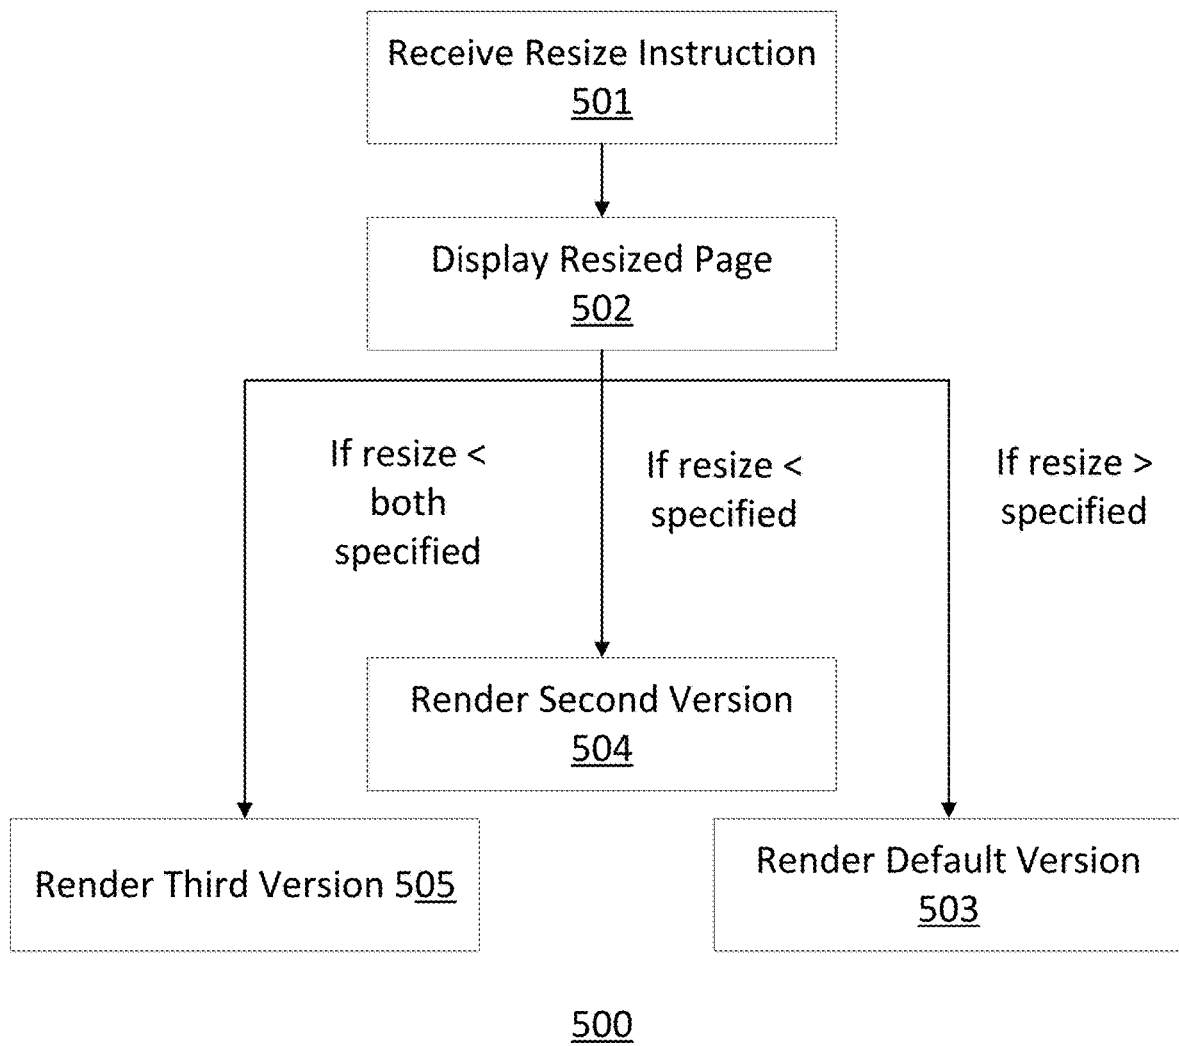 Receive Resize Instruction
501
Display Resized Page
502
If resize <
both
specified
If resize <
specified
If resize >
specified
Render Second Version
504
Render Third Version 505
Render Default Version
503
500